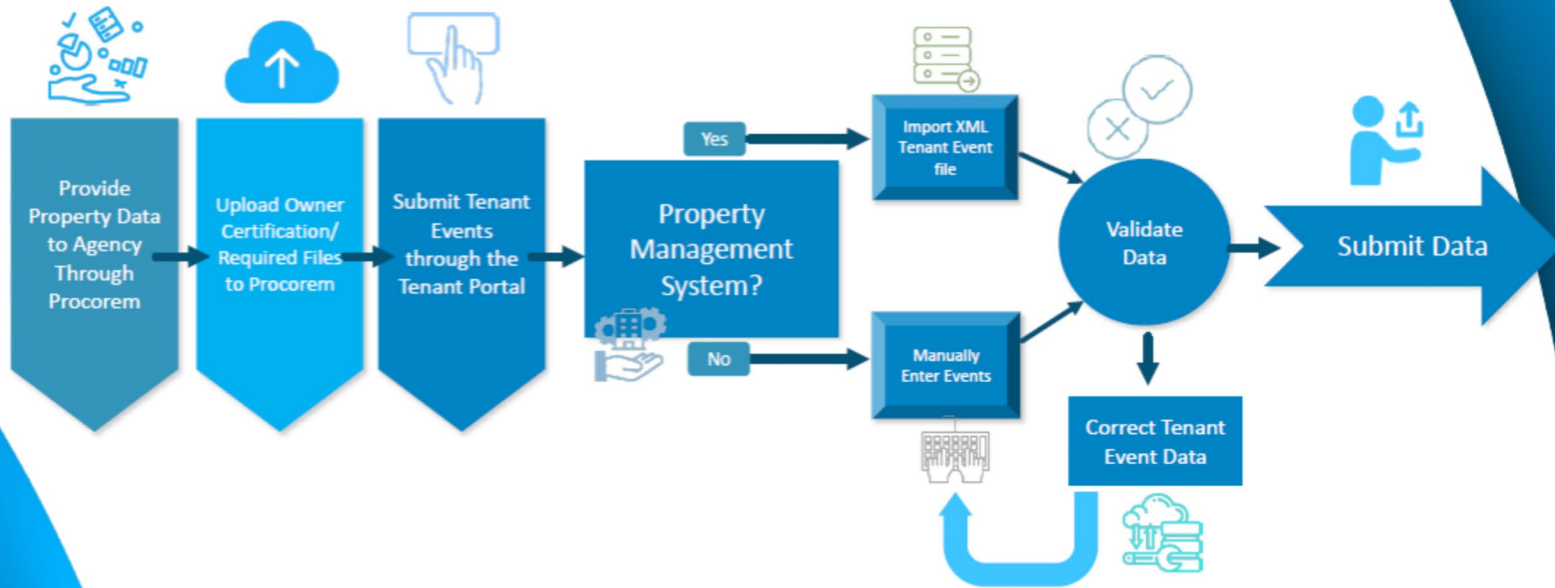 Provide
Property Data
to Agency
Through
Procorem
Upload Owner
Certification/
Required Files
to Procorem
Submit Tenant
Events
through the
Tenant Portal
Property
Management
System?
Yes
No
Import XML
Tenant Event
file
Manually
Enter Events
Validate
Data
Correct Tenant
Event Data
Submit Data